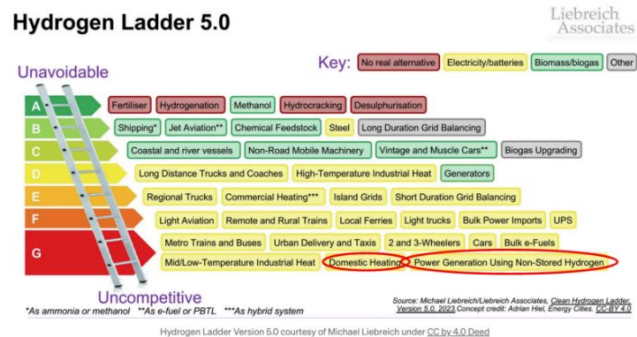 Hydrogen Ladder 5.0
Liebreich
Associates
Unavoidable
Key: No real alternative Electricity/batteries Biomass/biogas Other
A Fertiliser Hydrogenation Methanol Hydrocracking Desulphurisation
B Shipping* Jet Aviation** Chemical Feedstock Steel Long Duration Grid Balancing
C Coastal and river vessels Non-Road Mobile Machinery Vintage and Muscle Cars** Biogas Upgrading
D Long Distance Trucks and Coaches High-Temperature Industrial Heat Generators
E Regional Trucks Commercial Heating*** Island Grids Short Duration Grid Balancing
F Light Aviation Remote and Rural Trains Local Ferries Light trucks Bulk Power Imports UPS
G Metro Trains and Buses Urban Delivery and Taxis 2 and 3-Wheelers Cars Bulk e-Fuels
Mid/Low-Temperature Industrial Heat Domestic Heating Power Generation Using Non-Stored Hydrogen
Uncompetitive
*As ammonia or methanol **As e-fuel or PBTL ***As hybrid system
Source: Michael Liebreich/Liebreich Associates, Clean Hydrogen Ladder,
Version 5.0, 2023. Concept credit: Adrian Hiel, Energy Cities. CC-BY 4.0
Hydrogen Ladder Version 5.0 courtesy of Michael Liebreich under CC by 4.0 Deed